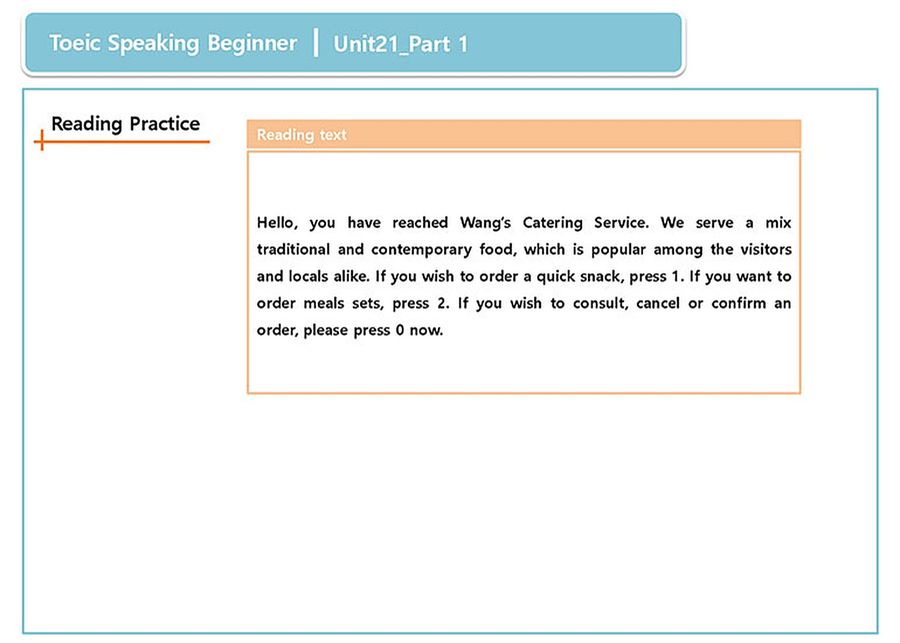 Toeic Speaking Beginner | Unit21_Part 1
Reading Practice
Reading text
Hello, you have reached Wang's Catering Service. We serve a mix
traditional and contemporary food, which is popular among the visitors
and locals alike. If you wish to order a quick snack, press 1. If you want to
order meals sets, press 2. If you wish to consult, cancel or confirm an
order, please press 0 now.